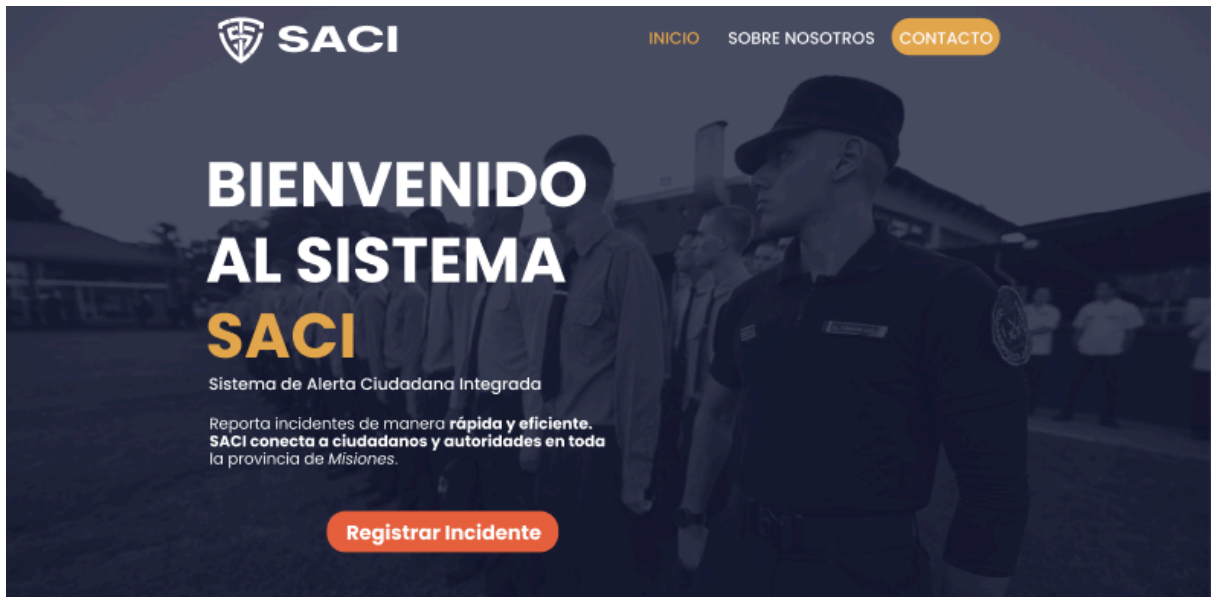 SACI
INICIO
SOBRE NOSOTROS
CONTACTO
BIENVENIDO
AL SISTEMA
SACI
Sistema de Alerta Ciudadana Integrada
Reporta incidentes de manera rápida y eficiente.
SACI conecta a ciudadanos y autoridades en toda
la provincia de Misiones.
Registrar Incidente